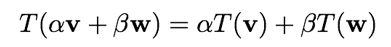 T(αv + βw) = αT(v) + βT(w)